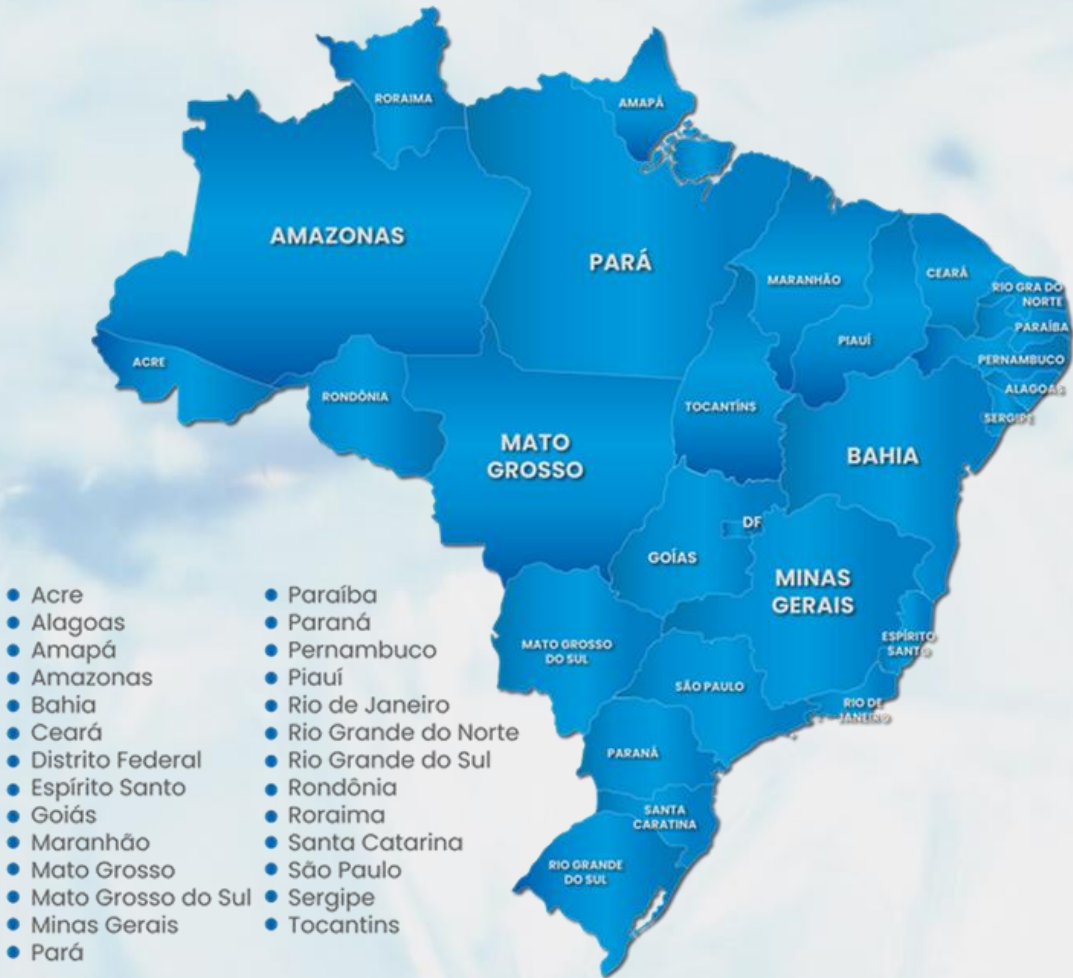 RORAIMA
AMAPÁ
AMAZONAS
PARÁ
MARANHÃO
CEARÁ
RIO GRA DO
NORTE
PARAÍBA
PIAUÍ
PERNAMBUCO
ACRE
RONDÔNIA
TOCANTÍNS
ALAGOAS
SERGIPE
MATO
GROSSO
BAHIA
DF
GOÍAS
MINAS
GERAIS
ESPÍRITO
SANTO
MATO GROSSO
DO SUL
SÃO PAULO
RIO DE
JANEIRO
PARANÁ
SANTA
CARATINA
RIO GRANDE
DO SUL
Acre
Alagoas
Amapá
Amazonas
Bahia
Ceará
Distrito Federal
Espírito Santo
Goiás
Maranhão
Mato Grosso
Mato Grosso do Sul
Minas Gerais
Pará
Paraíba
Paraná
Pernambuco
Piauí
Rio de Janeiro
Rio Grande do Norte
Rio Grande do Sul
Rondônia
Roraima
Santa Catarina
São Paulo
Sergipe
Tocantins